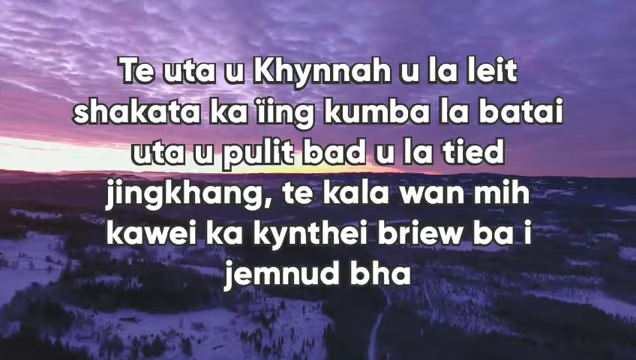 Te uta u Khynnah u la leit
shakata ka ïing kumba la batai
uta u pulit bad u la tied
jingkhang, te kala wan mih
kawei ka kynthei briew ba i
jemnud bha